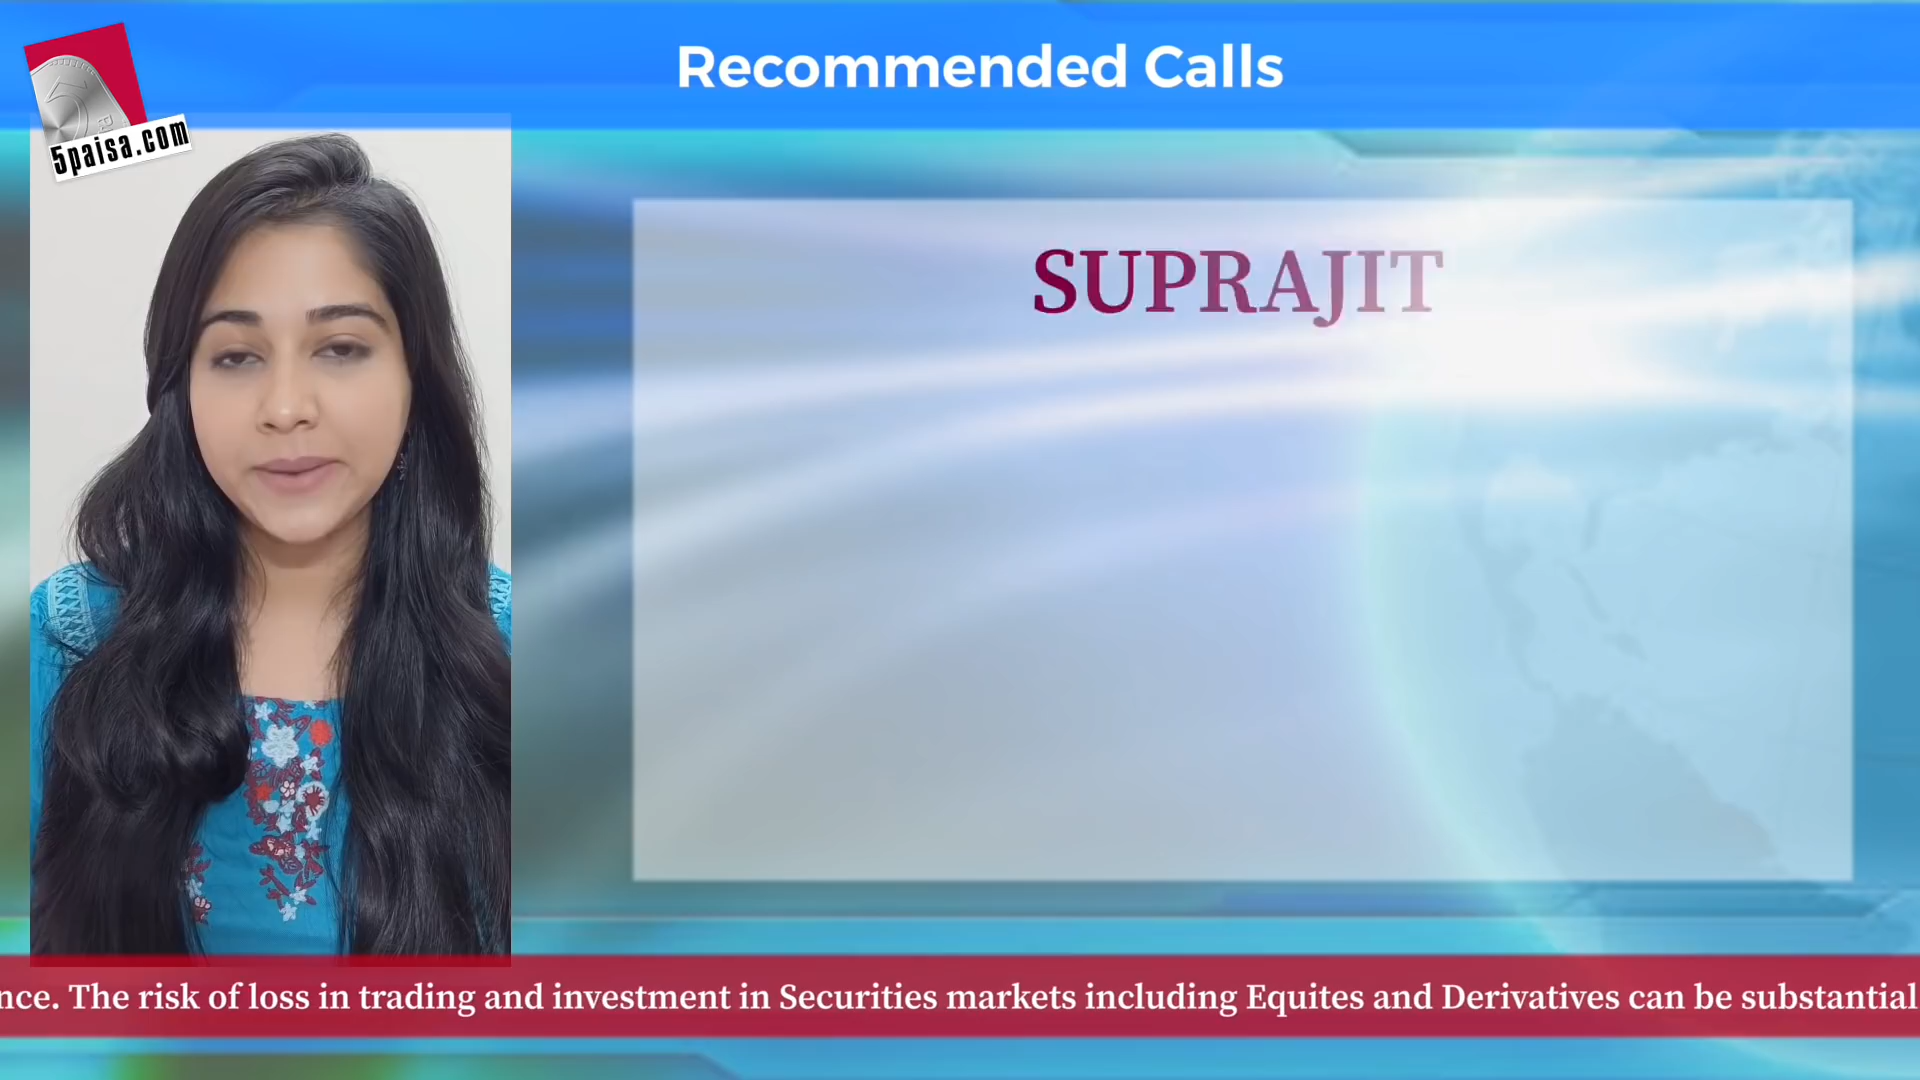 Recommended Calls
5paisa.com
SUPRAJIT
nce. The risk of loss in trading and investment in Securities markets including Equites and Derivatives can be substantial